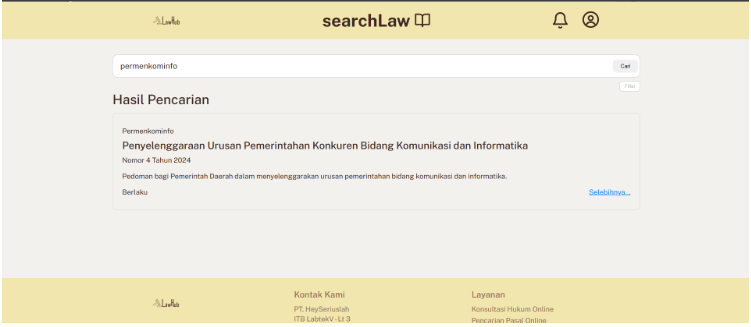 LawHub
searchLaw
permenkominfo
Cari
Filter
Hasil Pencarian
Permenkominfo
Penyelenggaraan Urusan Pemerintahan Konkuren Bidang Komunikasi dan Informatika
Nomor 4 Tahun 2024
Pedoman bagi Pemerintah Daerah dalam menyelenggarakan urusan pemerintahan bidang komunikasi dan informatika.
Berlaku
Selebihnya...
LawHub
Kontak Kami
Layanan
PT. HeySeriuslah
Konsultasi Hukum Online
ITB LabtekV - Lt 3
Pencarian Pasal Online